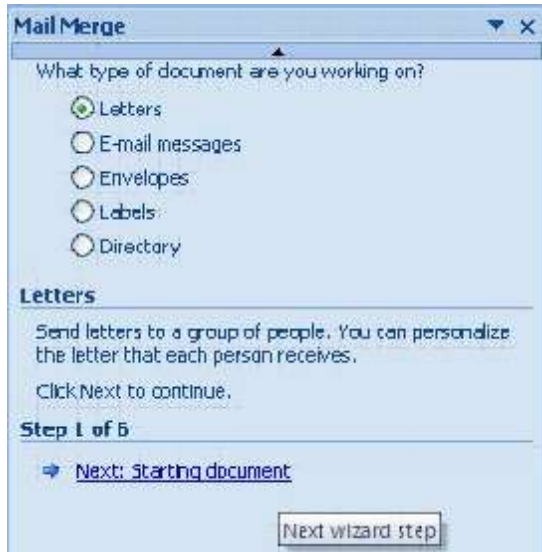 Mail Merge
What type of document are you working on?
Letters
E-mail messages
Envelopes
Labels
Directory
Letters
Send letters to a group of people. You can personalize
the letter that each person receives.
Click Next to continue.
Step 1 of 6
Next: Starting document
Next wizard step